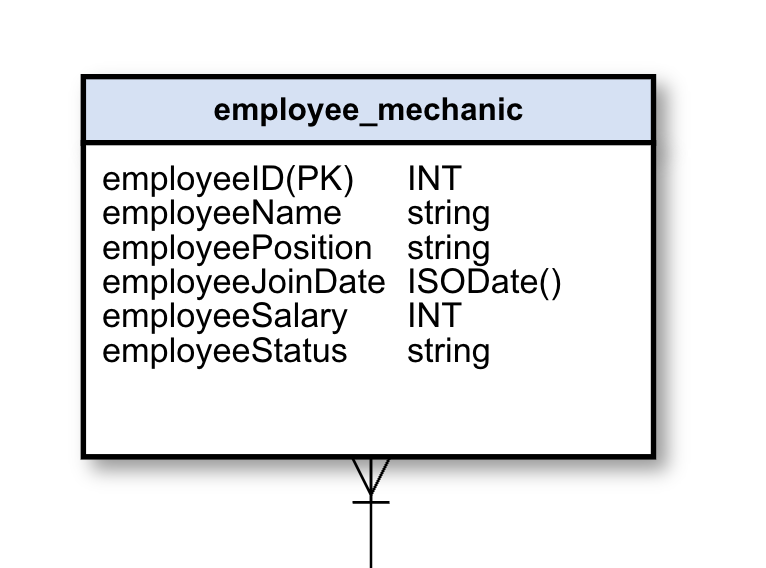 employee_mechanic
employeeID(PK) INT
employeeName string
employeePosition string
employeeJoinDate ISODate()
employeeSalary INT
employeeStatus string